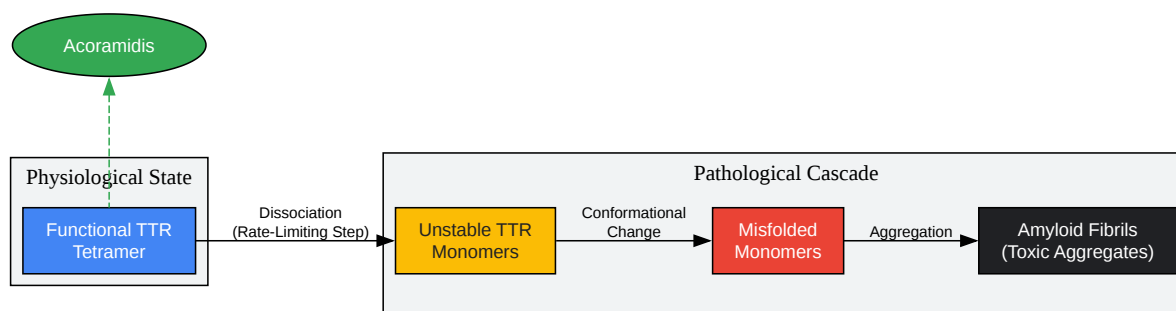 Acoramidis
Physiological State
Pathological Cascade
Functional TTR
Tetramer
Dissociation
(Rate-Limiting Step)
Unstable TTR
Monomers
Conformational
Change
Misfolded
Monomers
Aggregation
Amyloid Fibrils
(Toxic Aggregates)